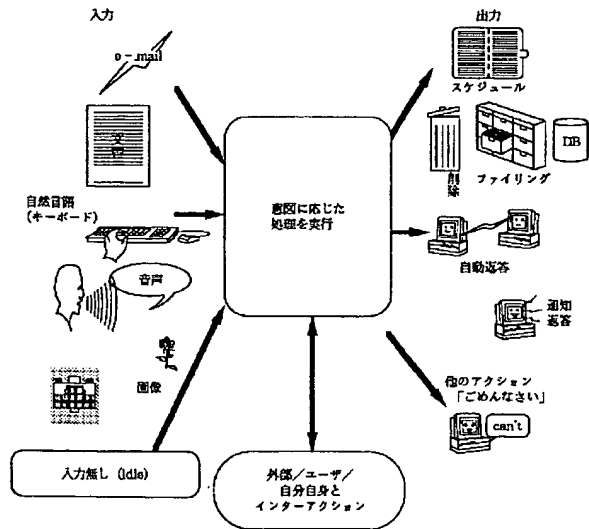 入力
e-mail
文
書
自然言語
(キーボード)
音声
画像
入力無し (idle)
意図に応じた
処理を実行
外部/ユーザ/
自分自身と
インターアクション
出力
スケジュール
削
除
ファイリング
DB
自動返答
通知
返答
他のアクション
「ごめんなさい」
can't